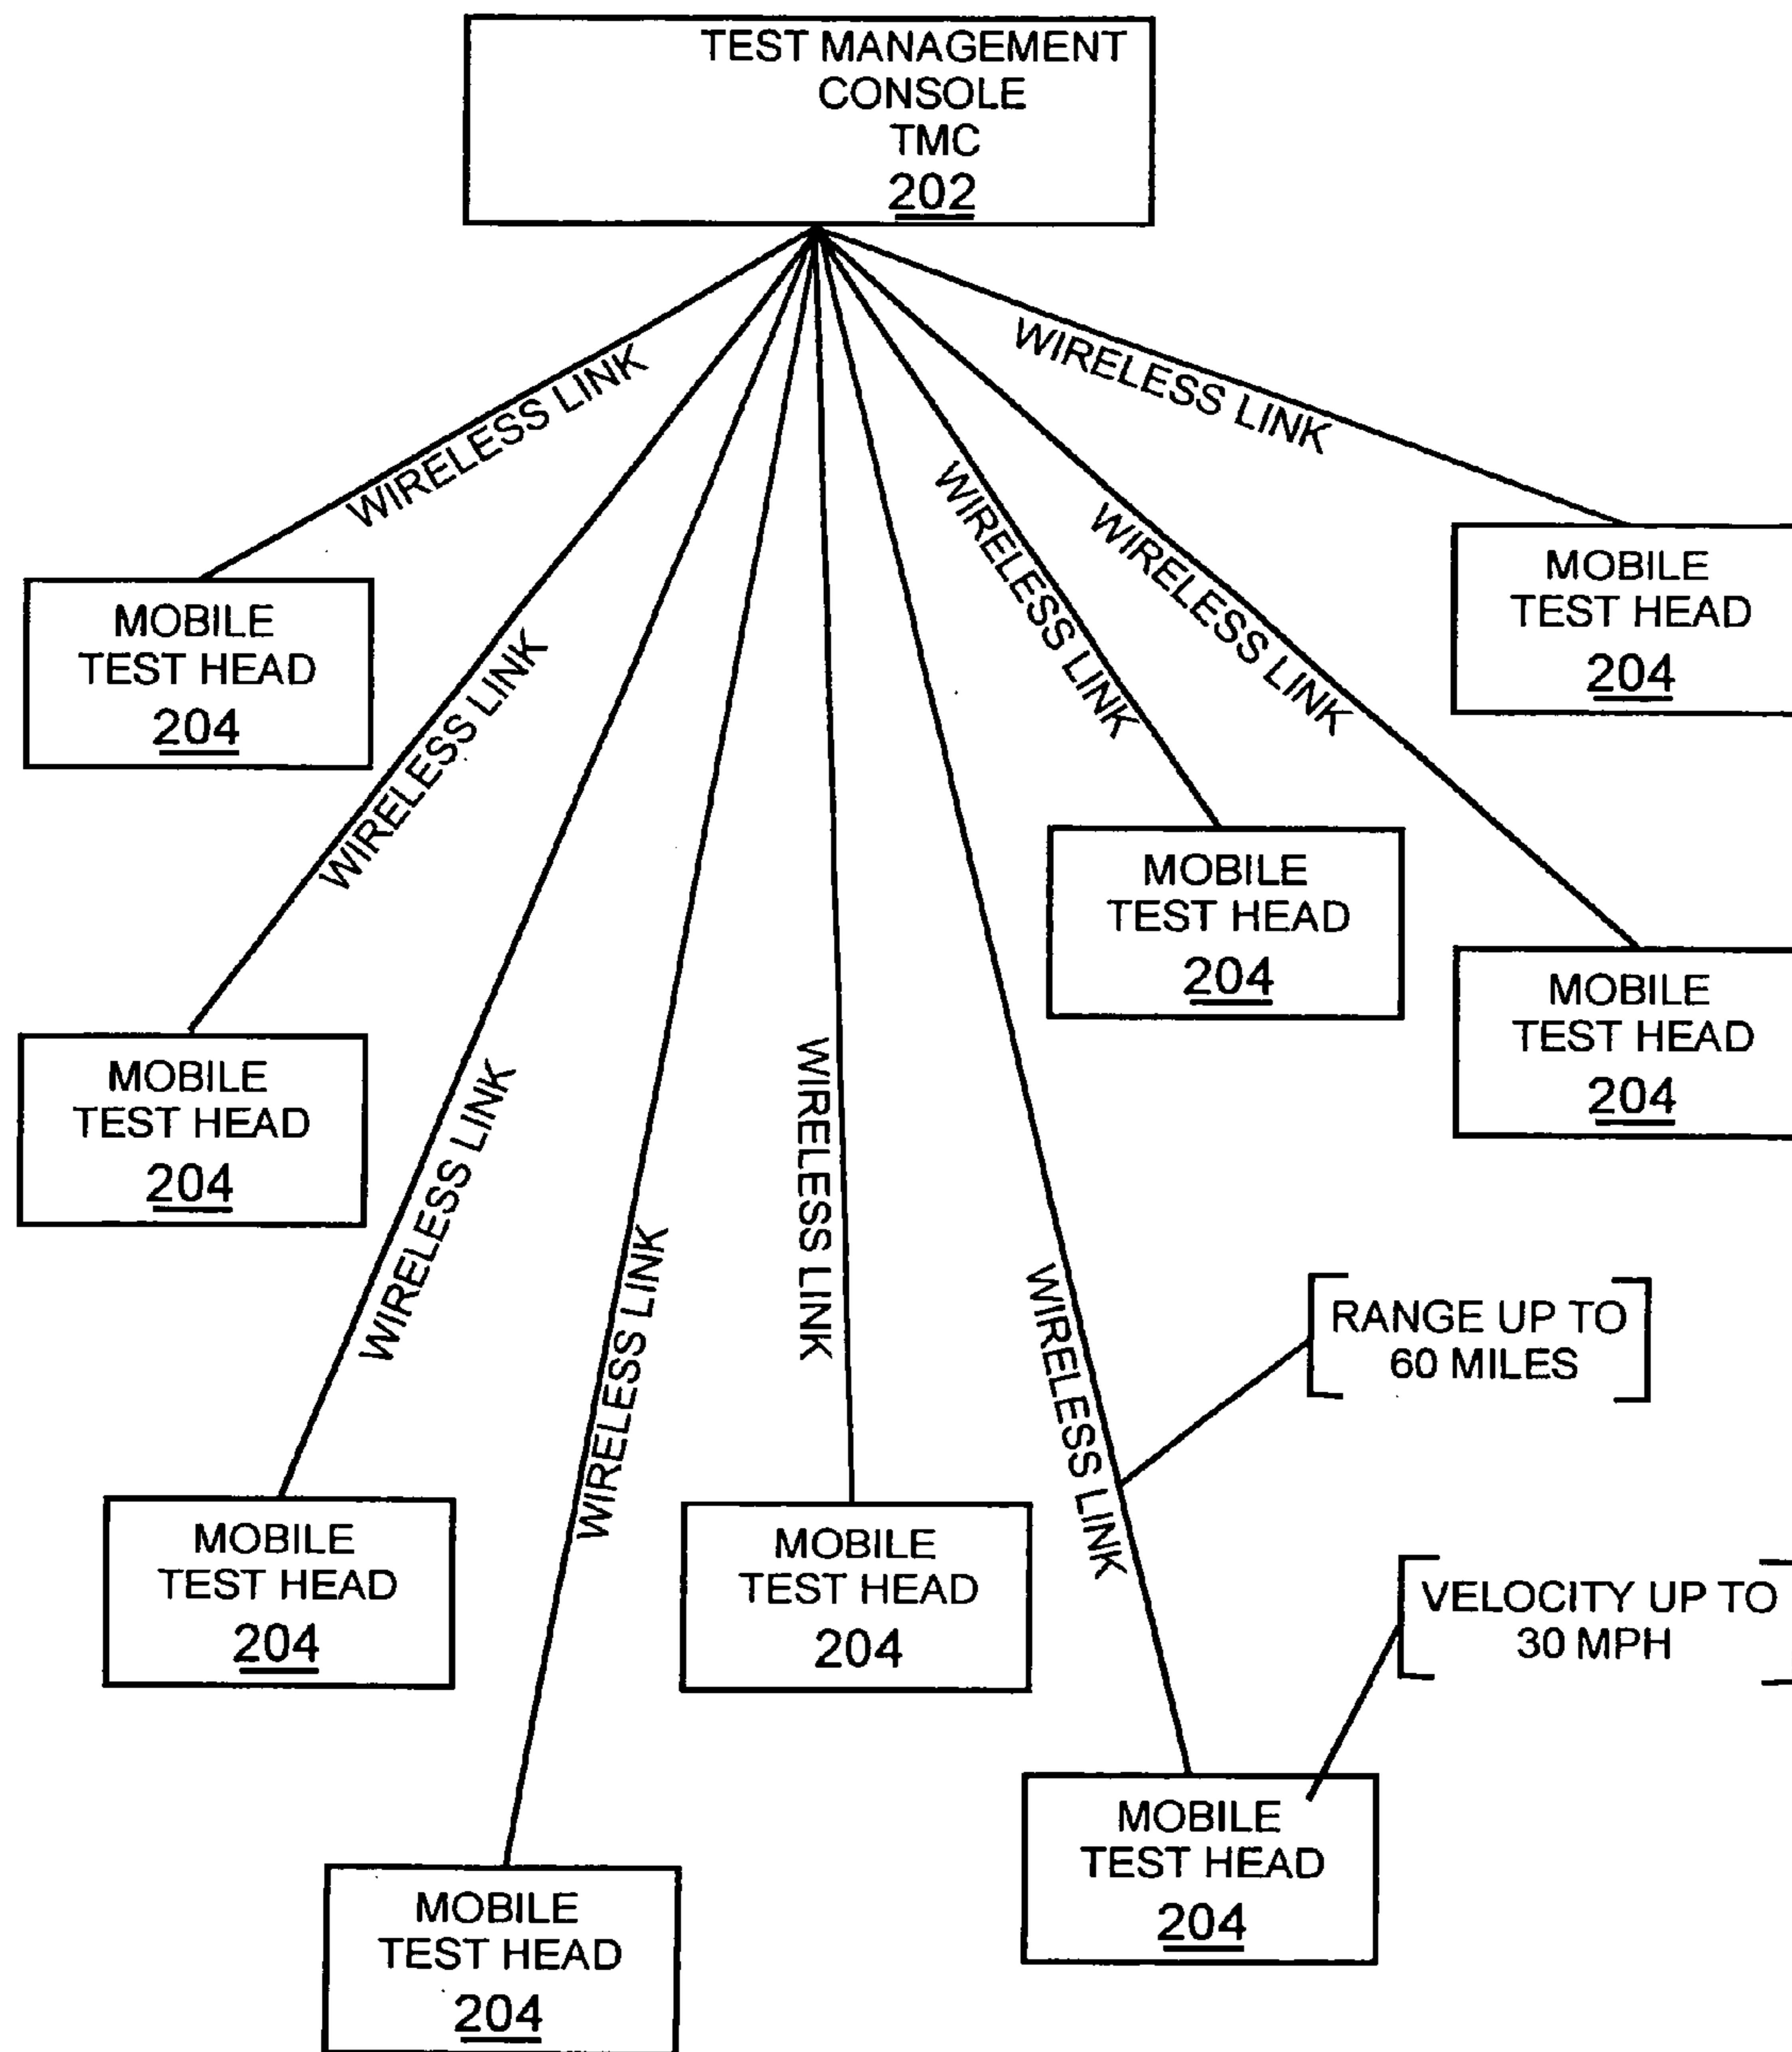 TEST MANAGEMENT
CONSOLE
TMC
202
WIRELESS LINK
WIRELESS LINK
WIRELESS LINK
WIRELESS LINK
WIRELESS LINK
WIRELESS LINK
WIRELESS LINK
WIRELESS LINK
WIRELESS LINK
MOBILE
TEST HEAD
204
MOBILE
TEST HEAD
204
MOBILE
TEST HEAD
204
MOBILE
TEST HEAD
204
MOBILE
TEST HEAD
204
RANGE UP TO
60 MILES
MOBILE
TEST HEAD
204
MOBILE
TEST HEAD
204
VELOCITY UP TO
30 MPH
MOBILE
TEST HEAD
204
MOBILE
TEST HEAD
204